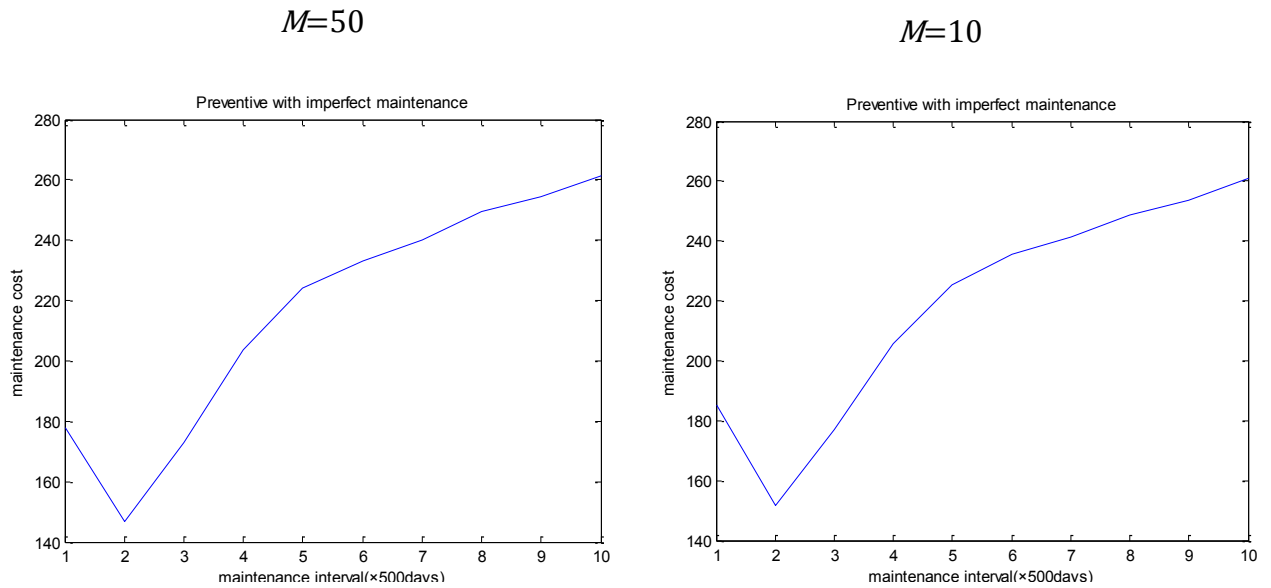 M=50
M=10
Preventive with imperfect maintenance
280
260
240
220
200
180
160
140
maintenance cost
1 2 3 4 5 6 7 8 9 10
maintenance interval(×500days)
Preventive with imperfect maintenance
280
260
240
220
200
180
160
140
maintenance cost
1 2 3 4 5 6 7 8 9 10
maintenance interval(×500days)